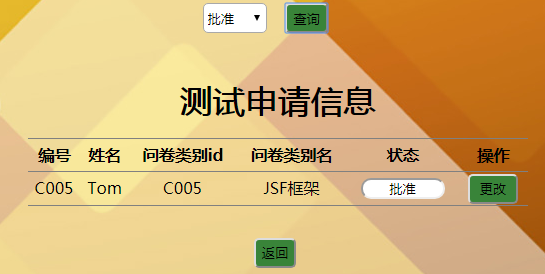 批准 查询
测试申请信息
编号 姓名 问卷类别id 问卷类别名 状态 操作
C005 Tom C005 JSF框架 批准 更改
返回